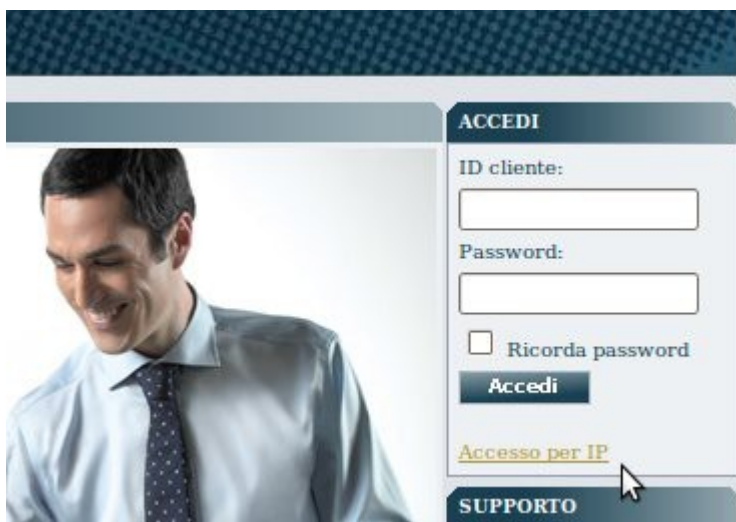 ACCEDI
ID cliente:
Password:
Ricorda password
Accedi
Accesso per IP
SUPPORTO